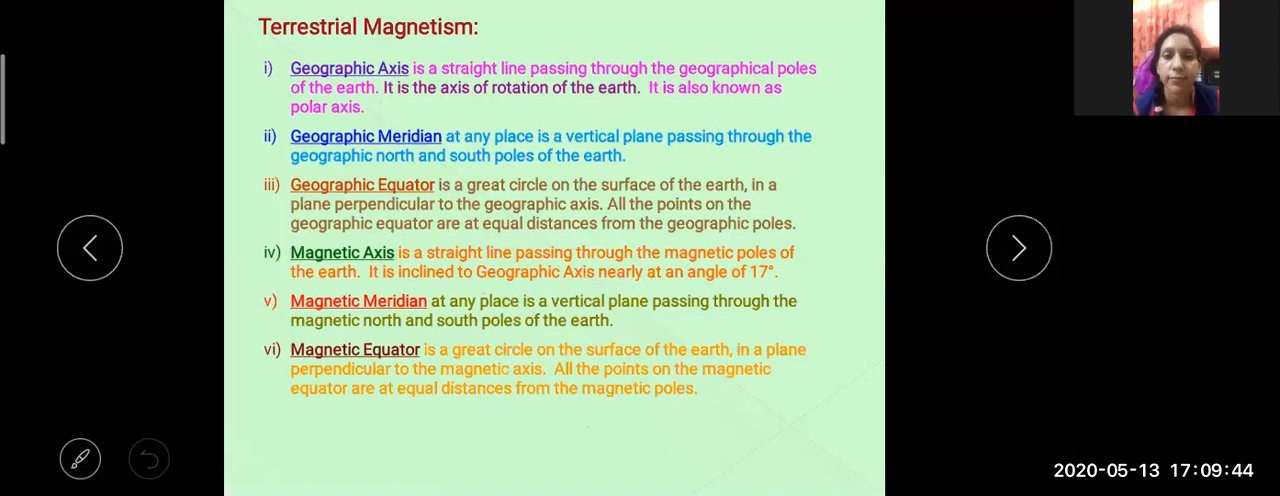 Terrestrial Magnetism:
i) Geographic Axis is a straight line passing through the geographical poles
of the earth. It is the axis of rotation of the earth. It is also known as
polar axis.
ii) Geographic Meridian at any place is a vertical plane passing through the
geographic north and south poles of the earth.
iii) Geographic Equator is a great circle on the surface of the earth, in a
plane perpendicular to the geographic axis. All the points on the
geographic equator are at equal distances from the geographic poles.
iv) Magnetic Axis is a straight line passing through the magnetic poles of
the earth. It is inclined to Geographic Axis nearly at an angle of 17°.
v) Magnetic Meridian at any place is a vertical plane passing through the
magnetic north and south poles of the earth.
vi) Magnetic Equator is a great circle on the surface of the earth, in a plane
perpendicular to the magnetic axis. All the points on the magnetic
equator are at equal distances from the magnetic poles.
2020-05-13 17:09:44